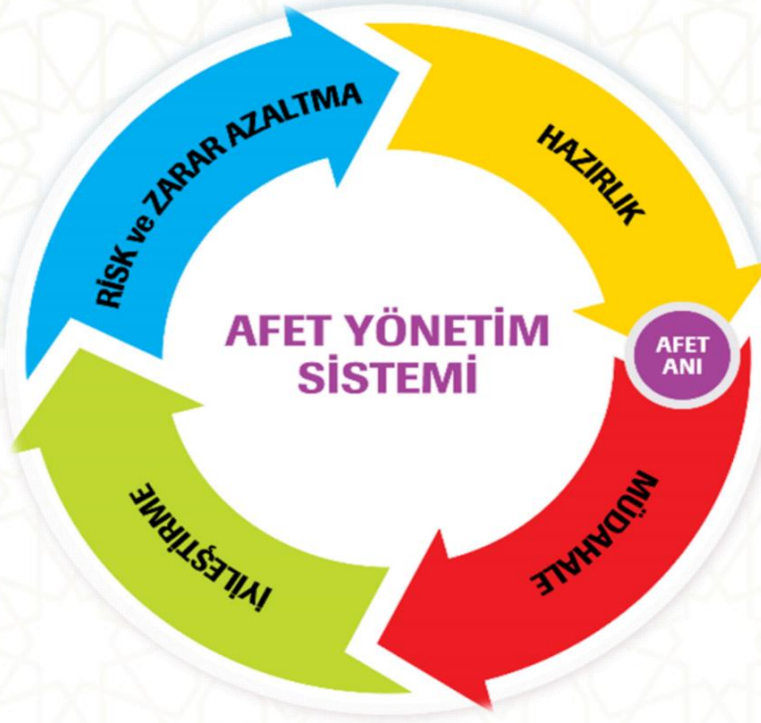 RİSK ve ZARAR AZALTMA
HAZIRLIK
AFET YÖNETİM
SİSTEMİ
AFET
ANI
MÜDAHALE
İYİLEŞTİRME